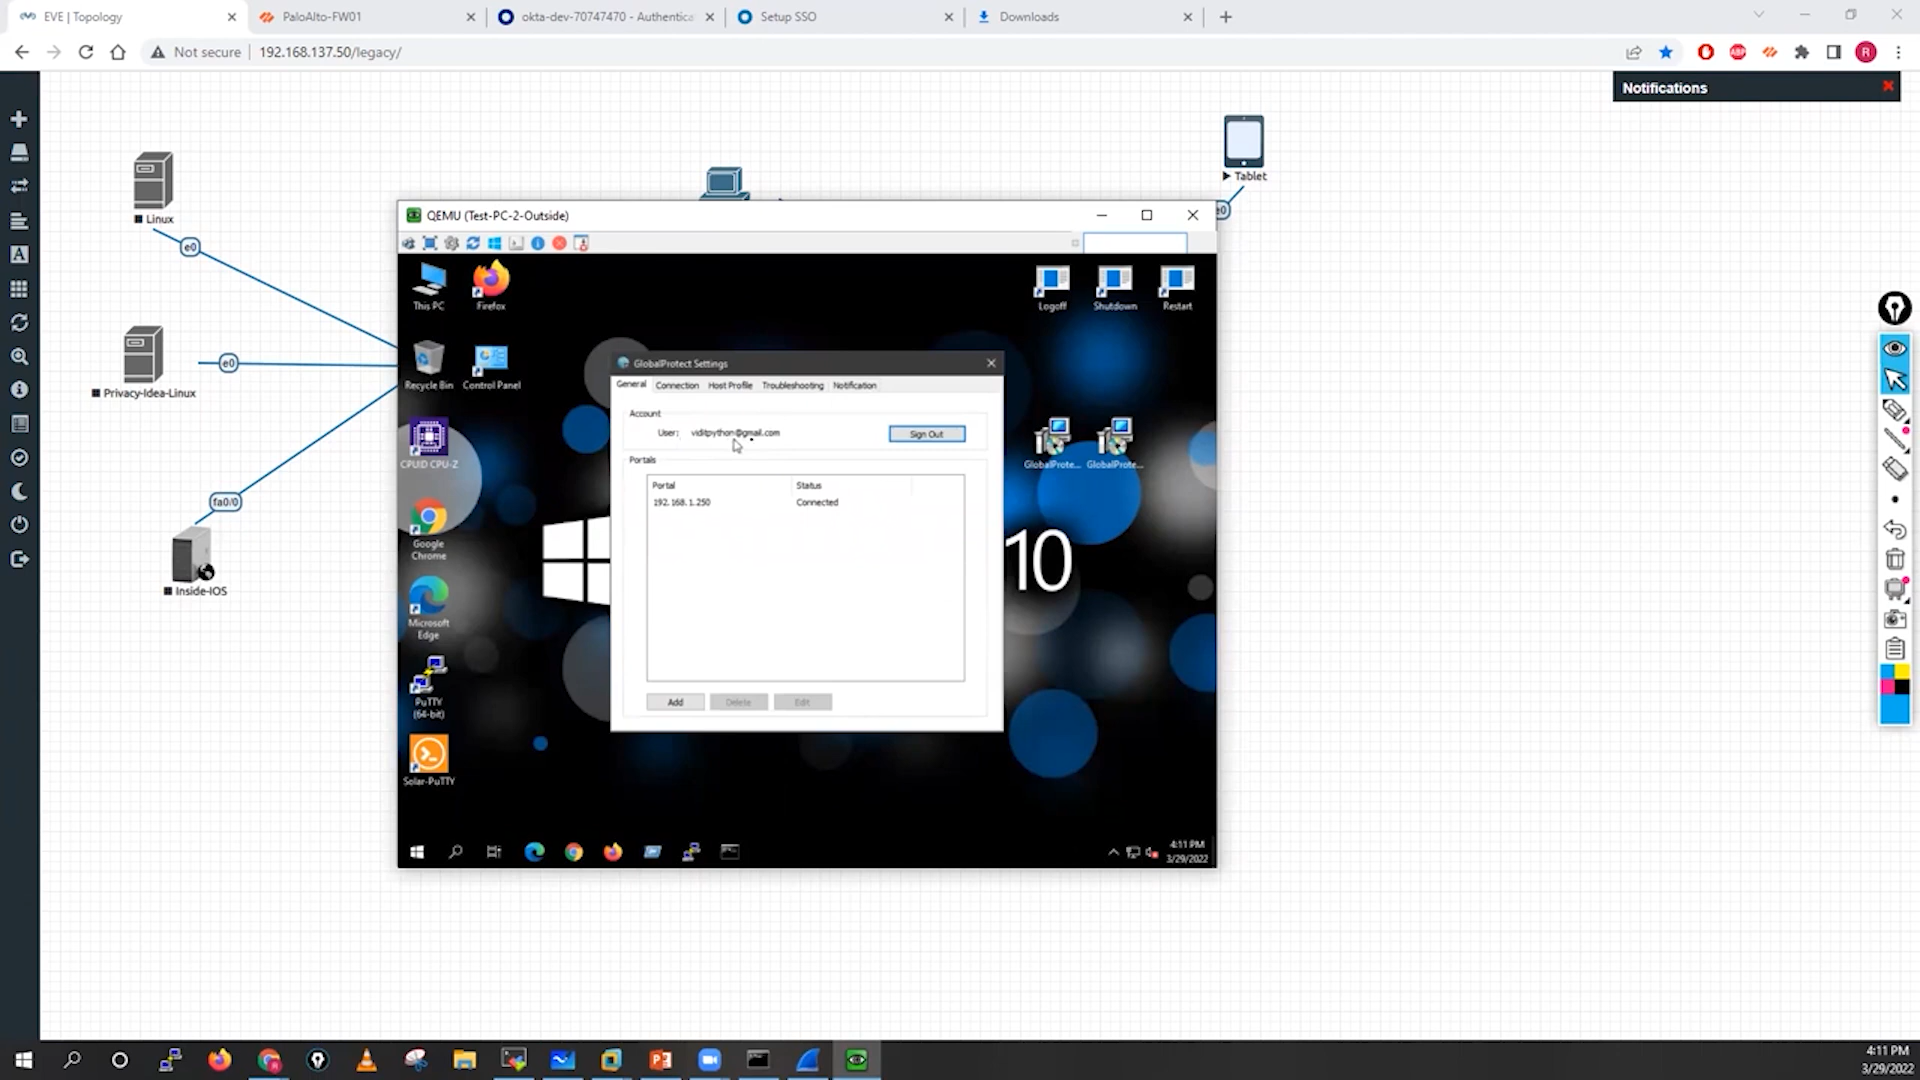 EVE | Topology
PaloAlto-FW01
okta-dev-70747470 - Authentica
Setup SSO
Downloads
Not secure
192.168.137.50/legacy/
ABP
R
Notifications
Linux
e0
Privacy-Idea-Linux
e0
fa0/0
Inside-IOS
Tablet
e0
QEMU (Test-PC-2-Outside)
This PC
Firefox
Logoff
Shutdown
Restart
Recycle Bin
Control Panel
CPUID CPU-Z
GlobalProte...
GlobalProte...
Google
Chrome
Microsoft
Edge
PuTTY
(64-bit)
Solar-PuTTY
10
GlobalProtect Settings
General
Connection
Host Profile
Troubleshooting
Notification
Account
User:
viditpython@gmail.com
Sign Out
Portals
Portal
Status
192.168.1.250
Connected
Add
Delete
Edit
4:11 PM
3/29/2022
4:11 PM
3/29/2022